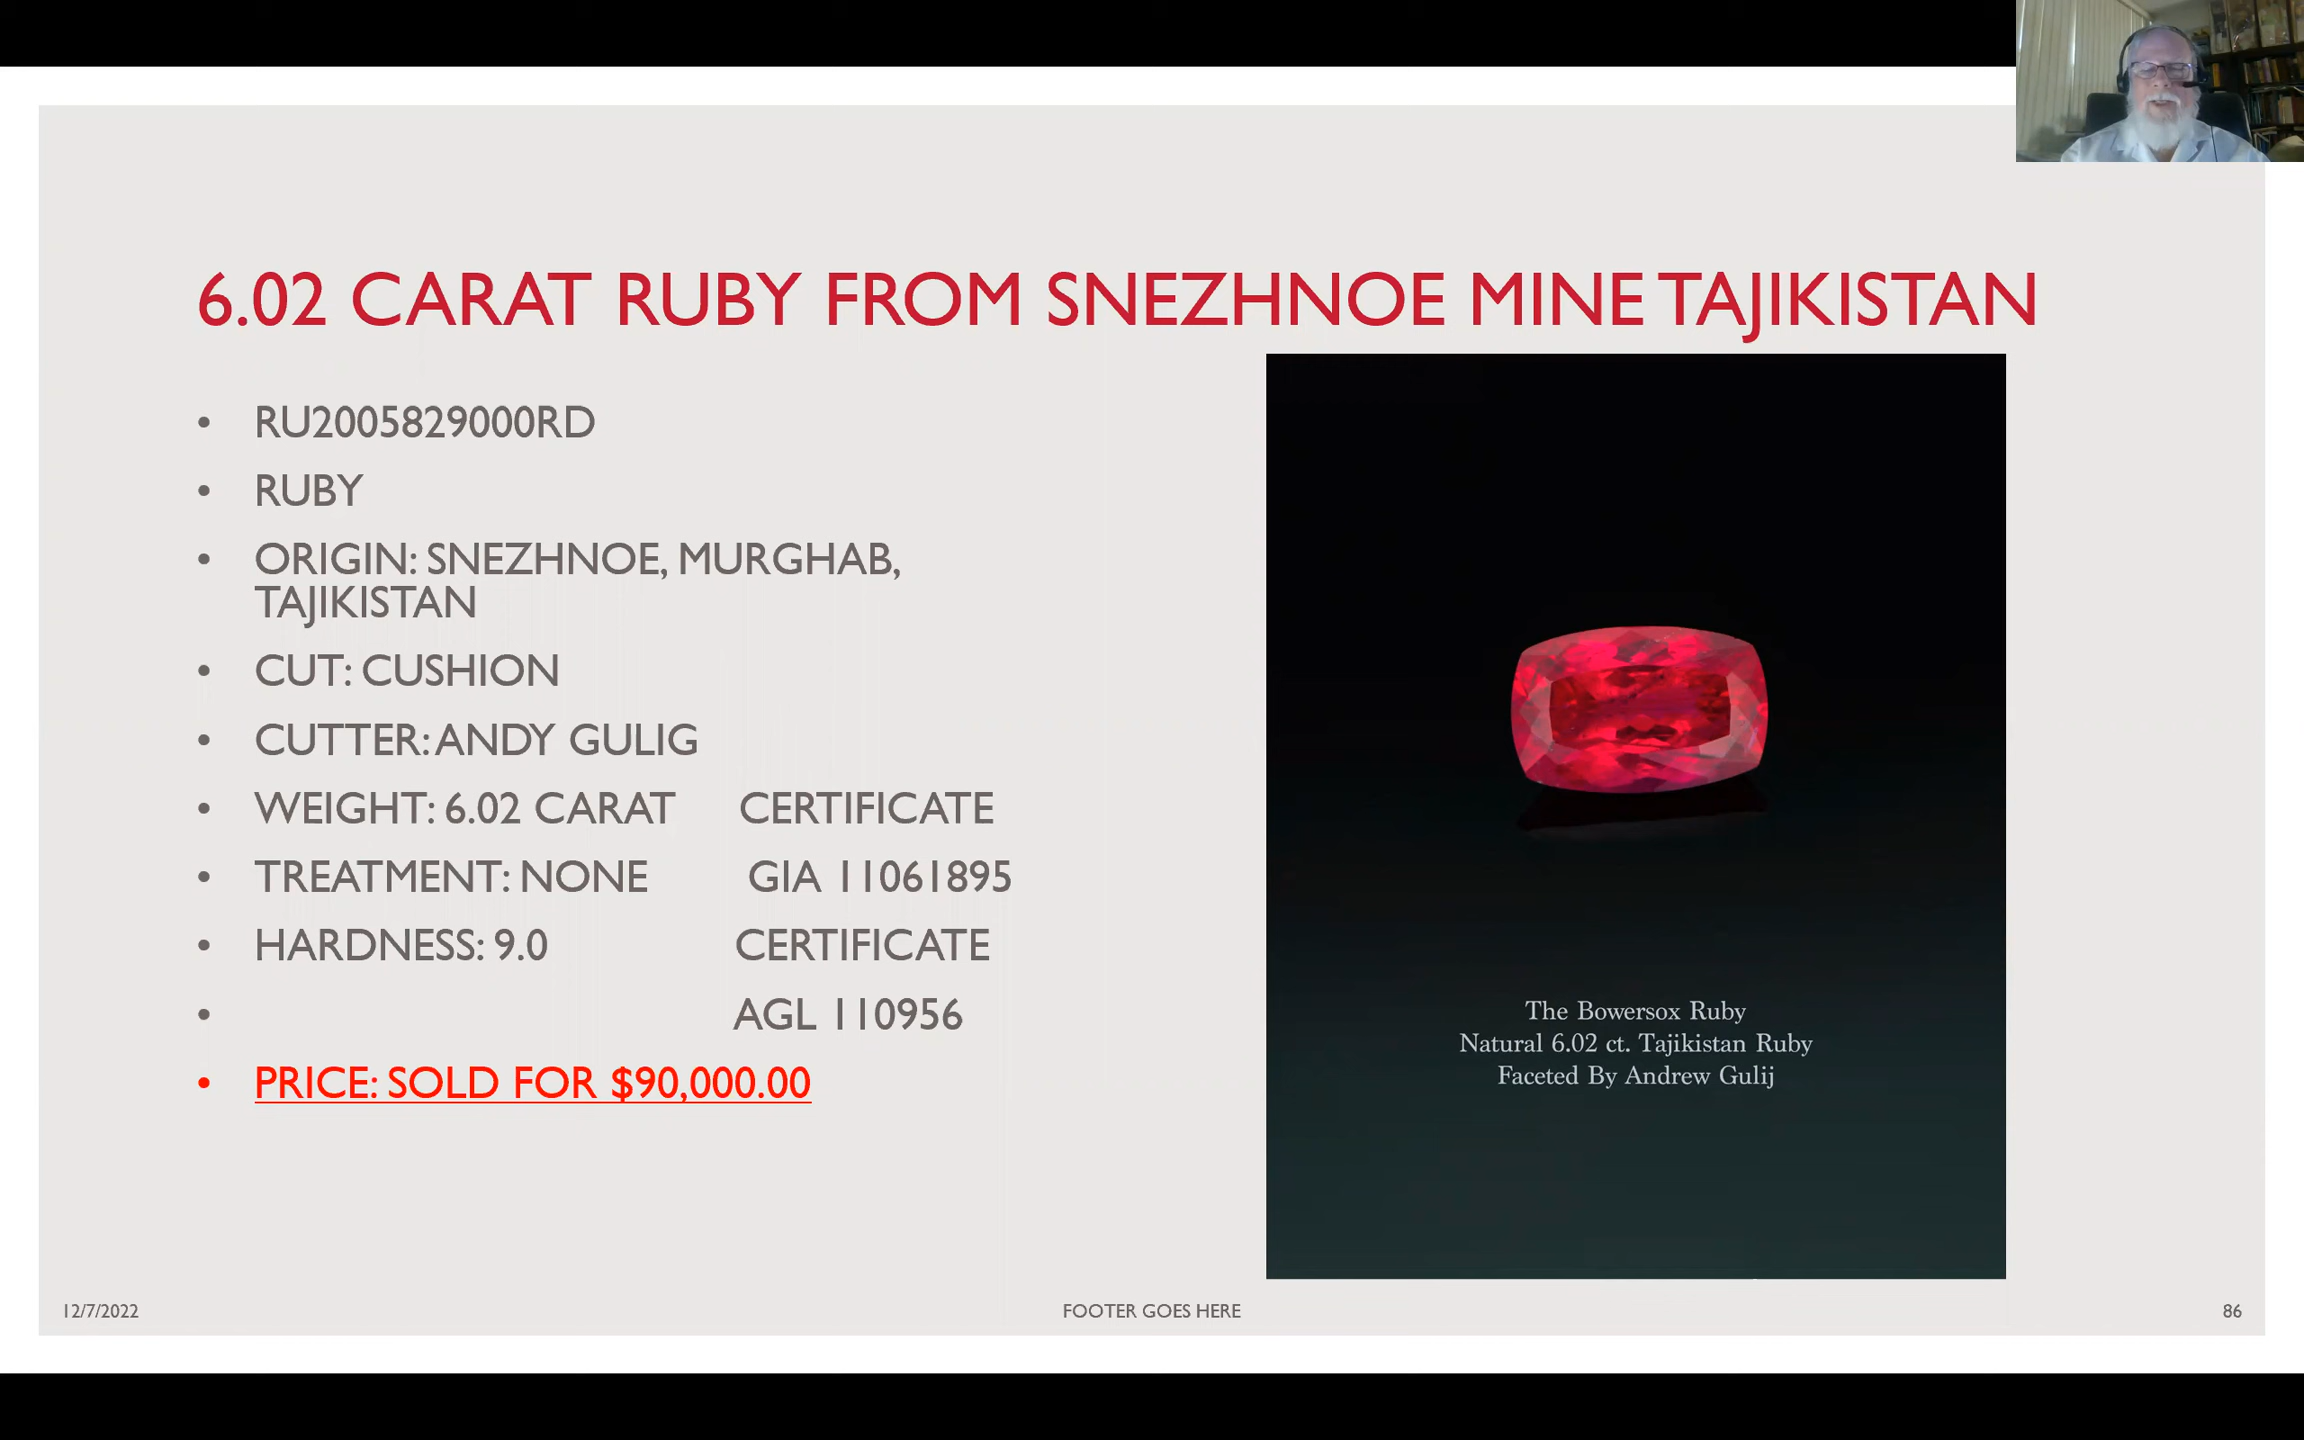 6.02 CARAT RUBY FROM SNEZHNOE MINE TAJIKISTAN
• RU2005829000RD
• RUBY
• ORIGIN: SNEZHNOE, MURGHAB,
TAJIKISTAN
• CUT: CUSHION
• CUTTER: ANDY GULIG
• WEIGHT: 6.02 CARAT CERTIFICATE
• TREATMENT: NONE GIA 11061895
• HARDNESS: 9.0 CERTIFICATE
• AGL 110956
• PRICE: SOLD FOR $90,000.00
The Bowersox Ruby
Natural 6.02 ct. Tajikistan Ruby
Faceted By Andrew Gulij
12/7/2022
FOOTER GOES HERE
86